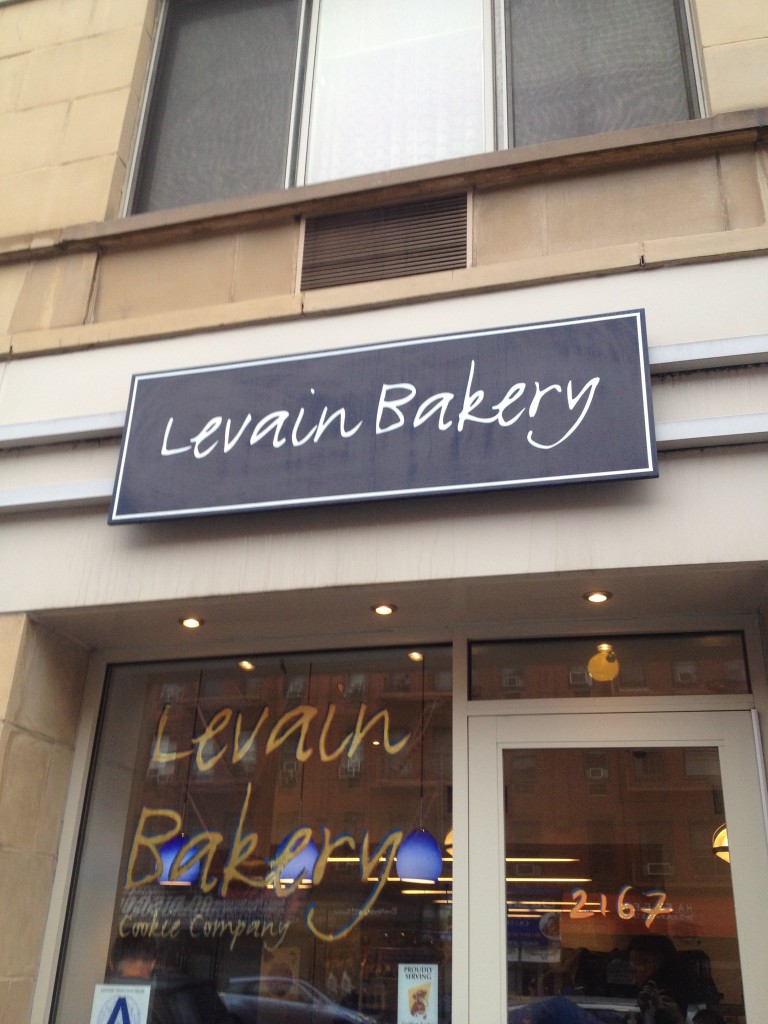 Levain Bakery
Levain
Bakery
Cookie Company
2167
PROUDLY
SERVING
A